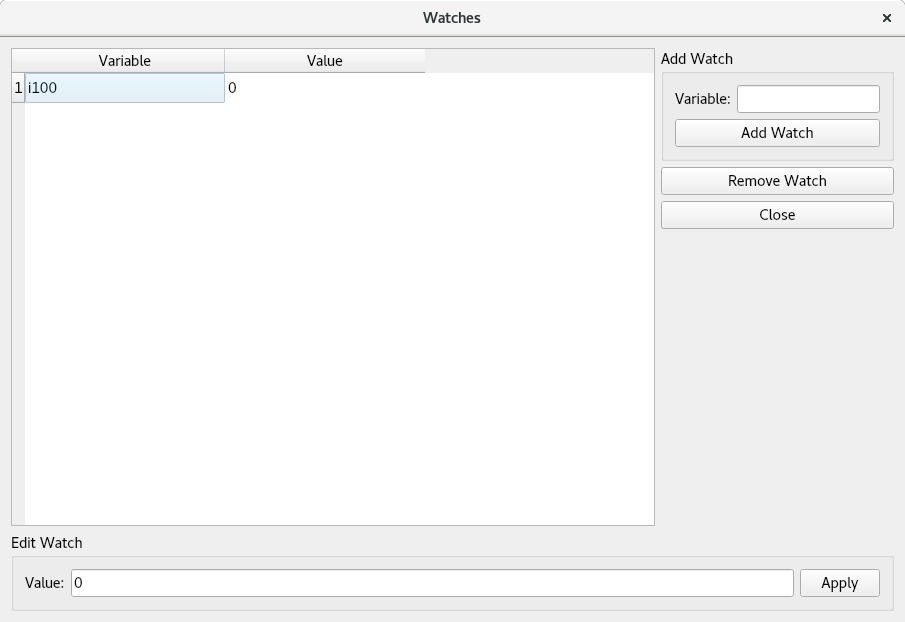 Watches
Variable Value
1 i100 0
Add Watch
Variable:
Add Watch
Remove Watch
Close
Edit Watch
Value: 0 Apply